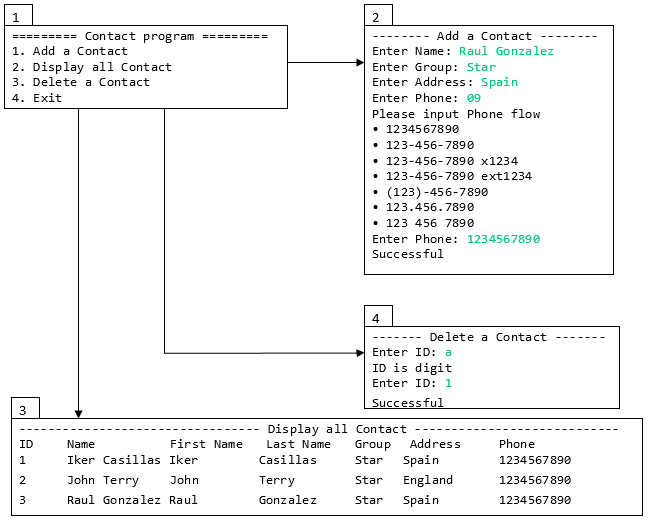 1
========= Contact program =========
1. Add a Contact
2. Display all Contact
3. Delete a Contact
4. Exit
2
-------- Add a Contact --------
Enter Name: Raul Gonzalez
Enter Group: Star
Enter Address: Spain
Enter Phone: 09
Please input Phone flow
• 1234567890
• 123-456-7890
• 123-456-7890 x1234
• 123-456-7890 ext1234
• (123)-456-7890
• 123.456.7890
• 123 456 7890
Enter Phone: 1234567890
Successful
4
------- Delete a Contact -------
Enter ID: a
ID is digit
Enter ID: 1
Successful
3
--------------------------------- Display all Contact ----------------------------
ID Name First Name Last Name Group Address Phone
1 Iker Casillas Iker Casillas Star Spain 1234567890
2 John Terry John Terry Star England 1234567890
3 Raul Gonzalez Raul Gonzalez Star Spain 1234567890